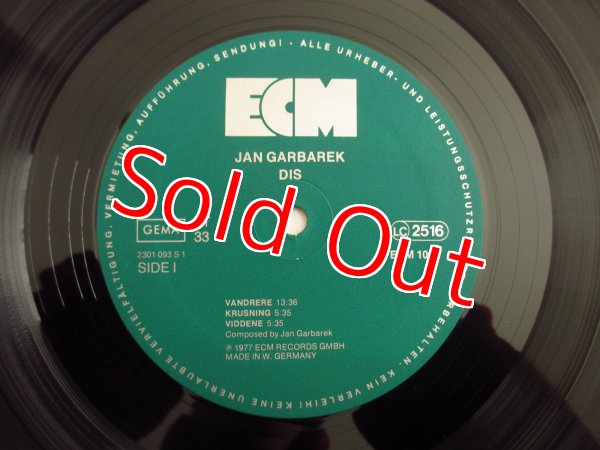 VERMIETUNG, AUFFÜHRUNG, SENDUNG! · ALLE URHEBER- UND LEISTUNGSSCHUTZR
ECM
JAN GARBAREK
DIS
Sold Out
GEMA
33
LC 2516
2301 093 S 1
SIDE I
VANDRERE 13:36
KRUSNING 5:35
VIDDENE 5:35
Composed by Jan Garbarek
℗ 1977 ECM RECORDS GMBH
MADE IN W. GERMANY
BEHALTEN. KEIN VERLEIH! KEINE UNERLAUBTE VERVIELFÄLTIGUNG,